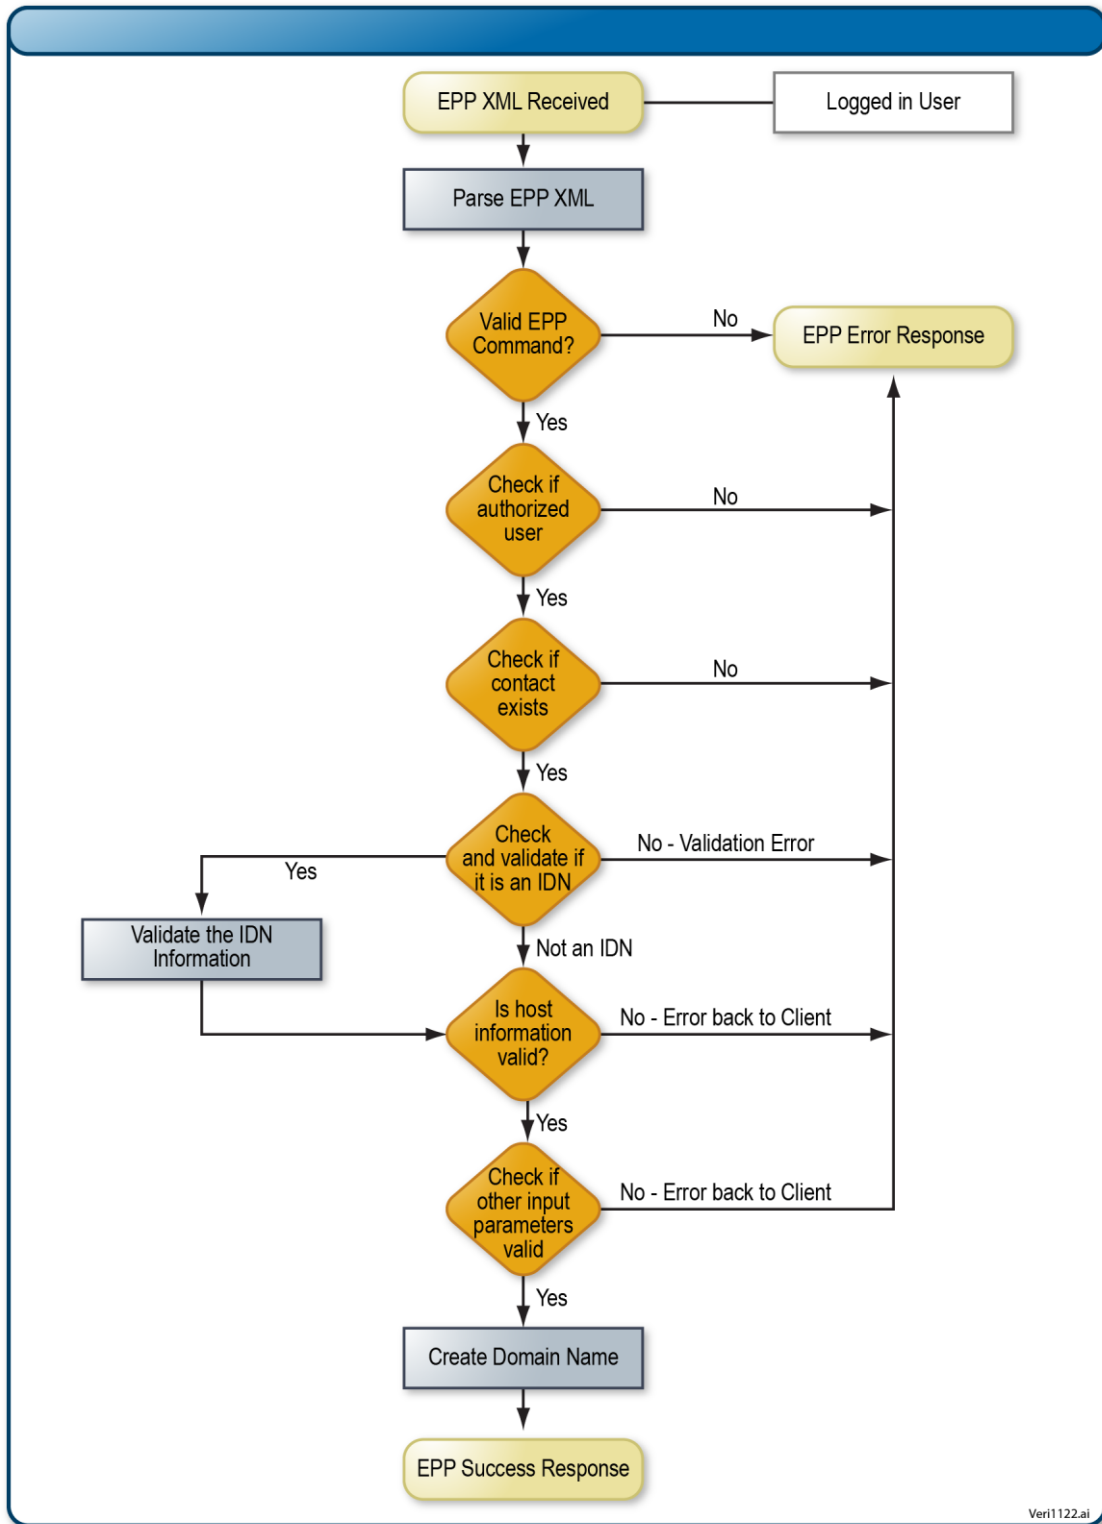 EPP XML Received
Logged in User
Parse EPP XML
Valid EPP
Command?
No
EPP Error Response
Yes
Check if
authorized
user
No
Yes
Check if
contact
exists
No
Yes
Check
and validate if
it is an IDN
No - Validation Error
Yes
Validate the IDN
Information
Not an IDN
Is host
information
valid?
No - Error back to Client
Yes
Check if
other input
parameters
valid
No - Error back to Client
Yes
Create Domain Name
EPP Success Response
Veri1122.ai